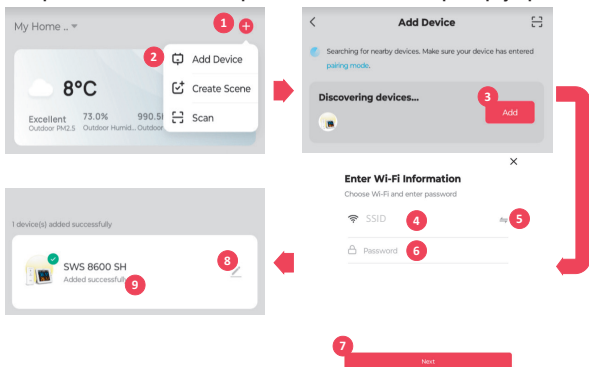 My Home ..
1
2
Add Device
Create Scene
Scan
8°C
Excellent
Outdoor PM2.5
73.0%
Outdoor Humid...
Outdoor
Add Device
Searching for nearby devices. Make sure your device has entered
pairing mode.
Discovering devices...
3
Add
Enter Wi-Fi Information
Choose Wi-Fi and enter password
SSID
4
5
Password
6
7
Next
1 device(s) added successfully
SWS 8600 SH
Added successfully
8
9